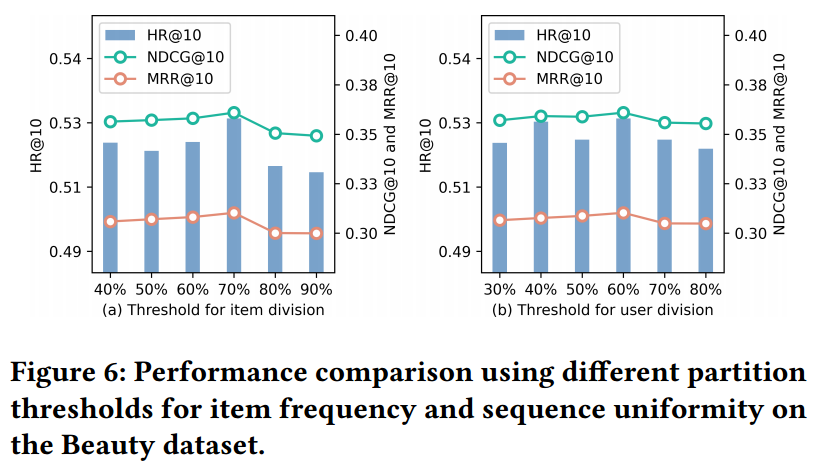 HR@10
NDCG@10
MRR@10
0.54
0.53
0.51
0.49
HR@10
0.40
0.38
0.35
0.33
0.30
NDCG@10 and MRR@10
40% 50% 60% 70% 80% 90%
(a) Threshold for item division
HR@10
NDCG@10
MRR@10
0.54
0.53
0.51
0.49
HR@10
0.40
0.38
0.35
0.33
0.30
NDCG@10 and MRR@10
30% 40% 50% 60% 70% 80%
(b) Threshold for user division
Figure 6: Performance comparison using different partition
thresholds for item frequency and sequence uniformity on
the Beauty dataset.